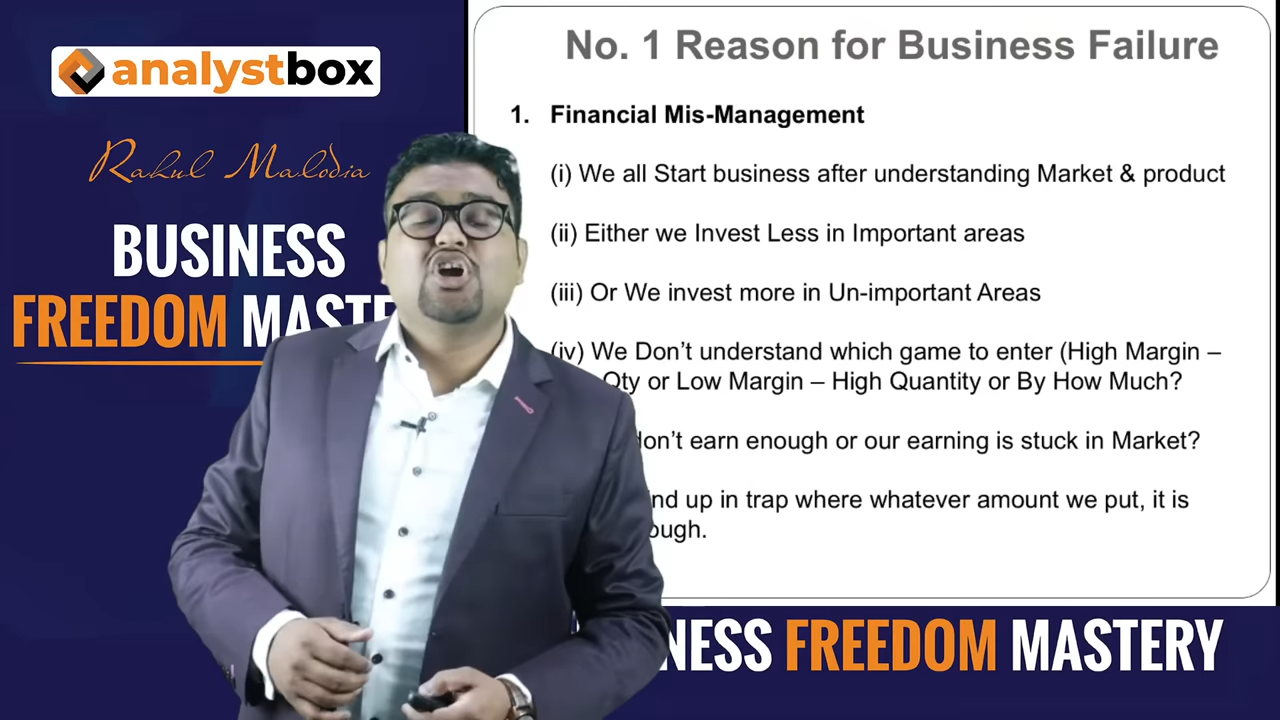 analystbox
Rahul Malodia
BUSINESS
FREEDOM
No. 1 Reason for Business Failure
1. Financial Mis-Management
(i) We all Start business after understanding Market & product
(ii) Either we Invest Less in Important areas
(iii) Or We invest more in Un-important Areas
(iv) We Don't understand which game to enter (High Margin –
Qty or Low Margin – High Quantity or By How Much?
don't earn enough or our earning is stuck in Market?
up in trap where whatever amount we put, it is
FREEDOM MASTERY